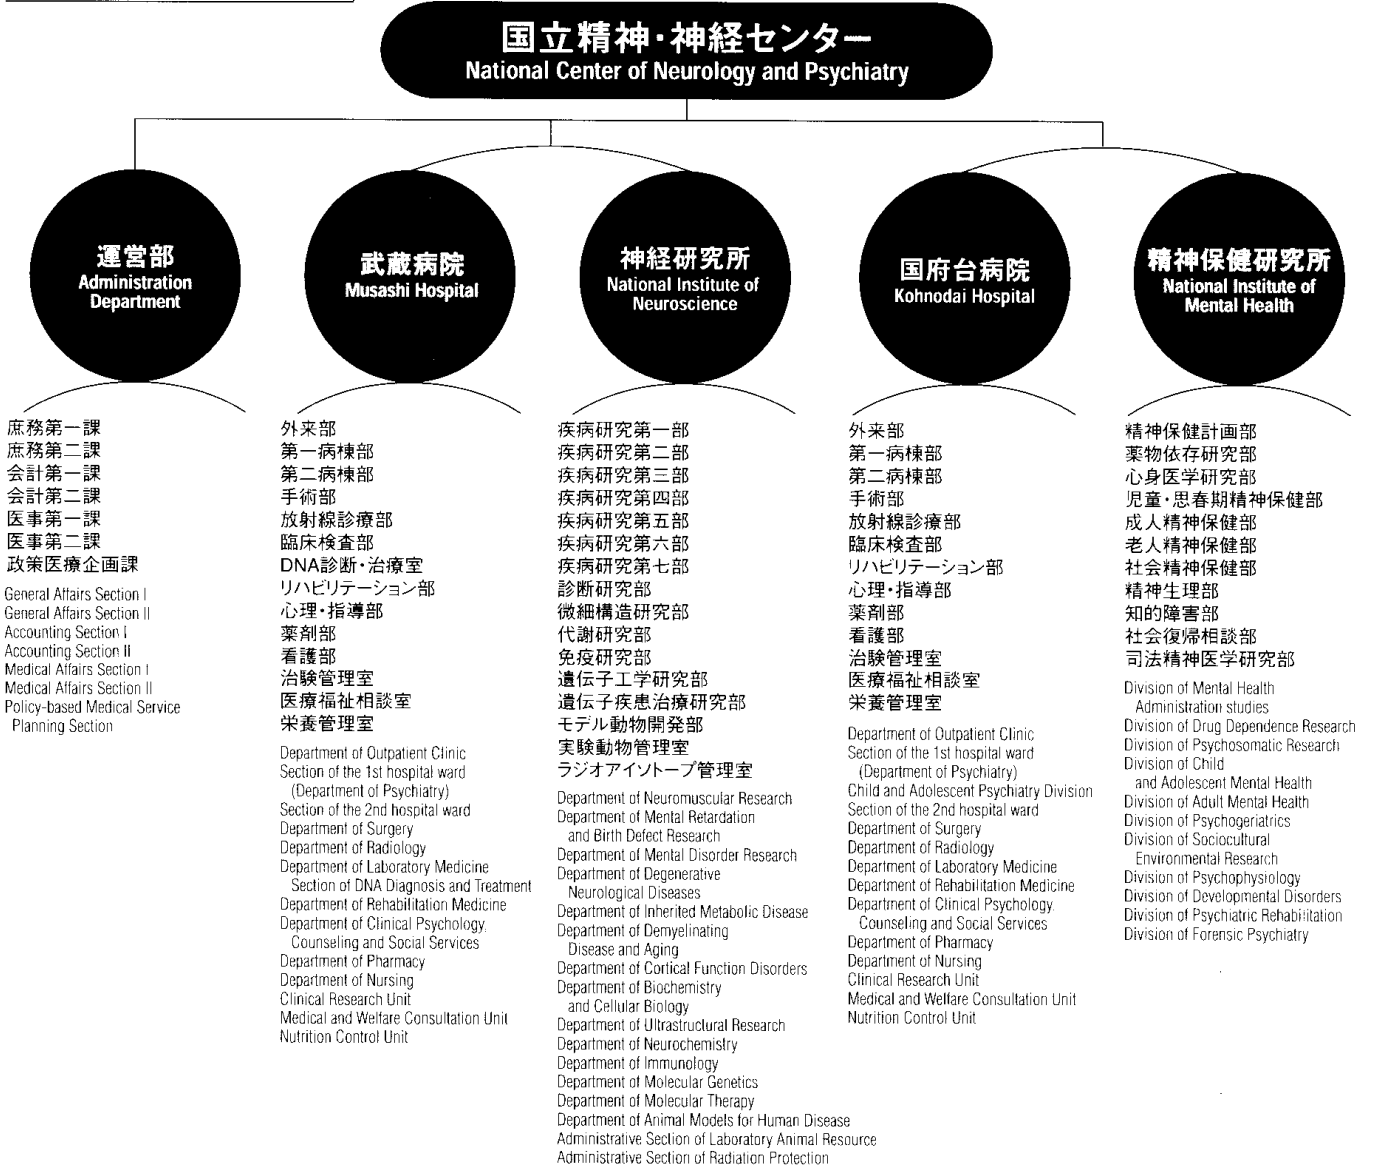 国立精神・神経センター
National Center of Neurology and Psychiatry
運営部
Administration
Department
庶務第一課
庶務第二課
会計第一課
会計第二課
医事第一課
医事第二課
政策医療企画課
General Affairs Section I
General Affairs Section II
Accounting Section I
Accounting Section II
Medical Affairs Section I
Medical Affairs Section II
Policy-based Medical Service
Planning Section
武蔵病院
Musashi Hospital
外来部
第一病棟部
第二病棟部
手術部
放射線診療部
臨床検査部
DNA診断・治療室
リハビリテーション部
心理・指導部
薬剤部
看護部
治験管理室
医療福祉相談室
栄養管理室
Department of Outpatient Clinic
Section of the 1st hospital ward
(Department of Psychiatry)
Section of the 2nd hospital ward
Department of Surgery
Department of Radiology
Department of Laboratory Medicine
Section of DNA Diagnosis and Treatment
Department of Rehabilitation Medicine
Department of Clinical Psychology,
Counseling and Social Services
Department of Pharmacy
Department of Nursing
Clinical Research Unit
Medical and Welfare Consultation Unit
Nutrition Control Unit
神経研究所
National Institute of
Neuroscience
疾病研究第一部
疾病研究第二部
疾病研究第三部
疾病研究第四部
疾病研究第五部
疾病研究第六部
疾病研究第七部
診断研究部
微細構造研究部
代謝研究部
免疫研究部
遺伝子工学研究部
遺伝子疾患治療研究部
モデル動物開発部
実験動物管理室
ラジオアイソトープ管理室
Department of Neuromuscular Research
Department of Mental Retardation
and Birth Defect Research
Department of Mental Disorder Research
Department of Degenerative
Neurological Diseases
Department of Inherited Metabolic Disease
Department of Demyelinating
Disease and Aging
Department of Cortical Function Disorders
Department of Biochemistry
and Cellular Biology
Department of Ultrastructural Research
Department of Neurochemistry
Department of Immunology
Department of Molecular Genetics
Department of Molecular Therapy
Department of Animal Models for Human Disease
Administrative Section of Laboratory Animal Resource
Administrative Section of Radiation Protection
国府台病院
Kohnodai Hospital
外来部
第一病棟部
第二病棟部
手術部
放射線診療部
臨床検査部
リハビリテーション部
心理・指導部
薬剤部
看護部
治験管理室
医療福祉相談室
栄養管理室
Department of Outpatient Clinic
Section of the 1st hospital ward
(Department of Psychiatry)
Child and Adolescent Psychiatry Division
Section of the 2nd hospital ward
Department of Surgery
Department of Radiology
Department of Laboratory Medicine
Department of Rehabilitation Medicine
Department of Clinical Psychology,
Counseling and Social Services
Department of Pharmacy
Department of Nursing
Clinical Research Unit
Medical and Welfare Consultation Unit
Nutrition Control Unit
精神保健研究所
National Institute of
Mental Health
精神保健計画部
薬物依存研究部
心身医学研究部
児童・思春期精神保健部
成人精神保健部
老人精神保健部
社会精神保健部
精神生理部
知的障害部
社会復帰相談部
司法精神医学研究部
Division of Mental Health
Administration studies
Division of Drug Dependence Research
Division of Psychosomatic Research
Division of Child
and Adolescent Mental Health
Division of Adult Mental Health
Division of Psychogeriatrics
Division of Sociocultural
Environmental Research
Division of Psychophysiology
Division of Developmental Disorders
Division of Psychiatric Rehabilitation
Division of Forensic Psychiatry